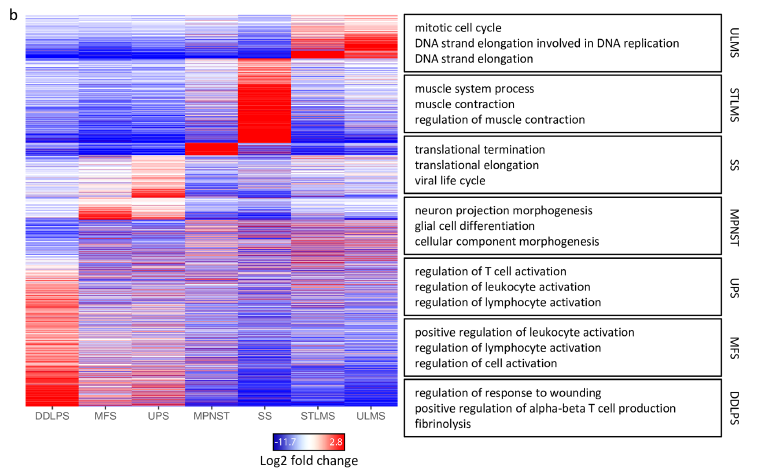 b
mitotic cell cycle
DNA strand elongation involved in DNA replication
DNA strand elongation
ULMS
muscle system process
muscle contraction
regulation of muscle contraction
STLMS
translational termination
translational elongation
viral life cycle
SS
neuron projection morphogenesis
glial cell differentiation
cellular component morphogenesis
MPNST
regulation of T cell activation
regulation of leukocyte activation
regulation of lymphocyte activation
UPS
positive regulation of leukocyte activation
regulation of lymphocyte activation
regulation of cell activation
MFS
regulation of response to wounding
positive regulation of alpha-beta T cell production
fibrinolysis
DDLPS
DDLPS MFS UPS MPNST SS STLMS ULMS
-11.7 2.8
Log2 fold change